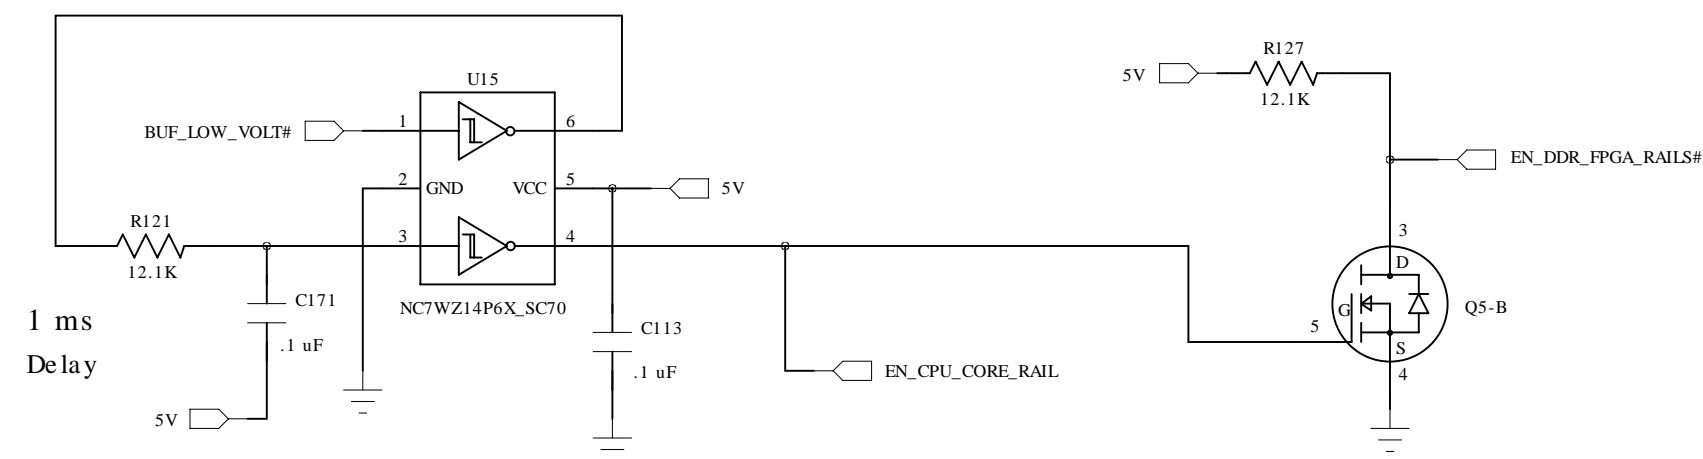 R127
5V
12.1K
U15
BUF_LOW_VOLT#
1
6
EN_DDR_FPGA_RAILS#
2
GND
VCC
5
5V
R121
12.1K
3
4
3
D
C171
.1 uF
NC7WZ14P6X_SC70
1 ms
Delay
C113
.1 uF
G
5
S
4
Q5-B
EN_CPU_CORE_RAIL
5V